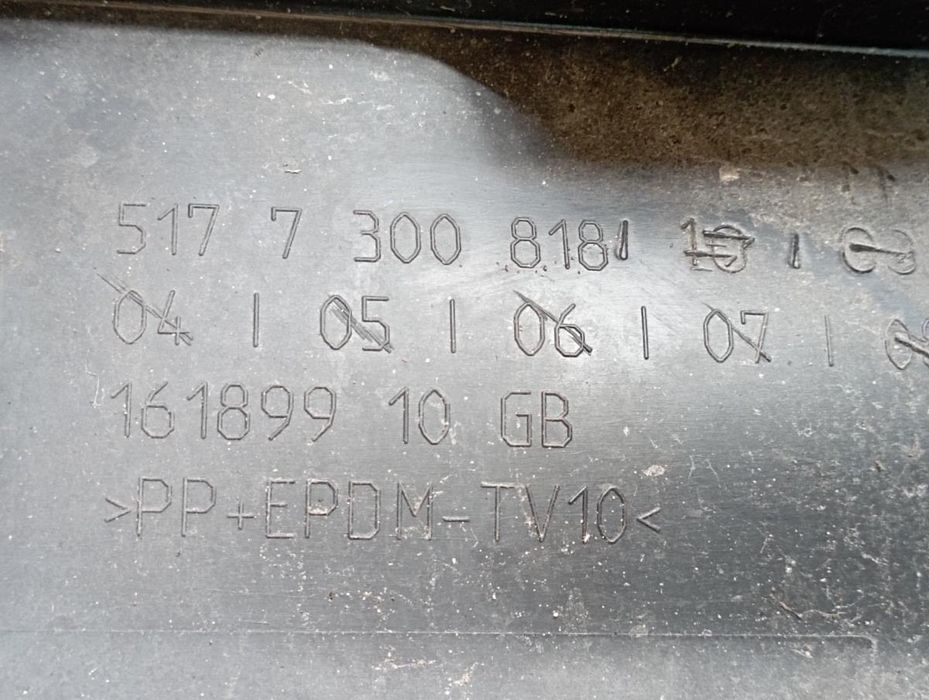 517 7 300 818
04 | 05 | 06 | 07 |
161899 10 GB
>PP+EPDM-TV10<